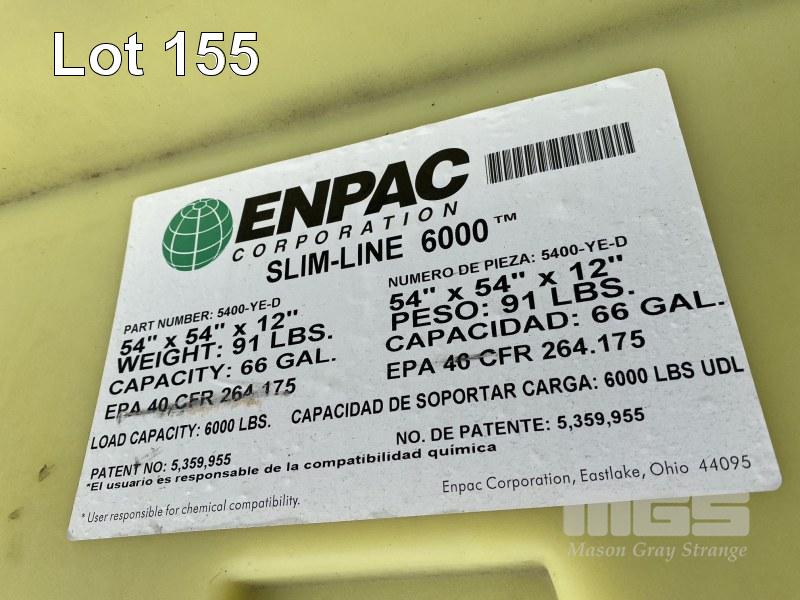 Lot 155
ENPAC
CORPORATION
SLIM-LINE 6000™
PART NUMBER: 5400-YE-D
54" x 54" x 12"
WEIGHT: 91 LBS.
CAPACITY: 66 GAL.
EPA 40 CFR 264.175
LOAD CAPACITY: 6000 LBS.
PATENT NO: 5,359,955
NUMERO DE PIEZA: 5400-YE-D
54" x 54" x 12"
PESO: 91 LBS.
CAPACIDAD: 66 GAL.
EPA 40 CFR 264.175
CAPACIDAD DE SOPORTAR CARGA: 6000 LBS UDL
NO. DE PATENTE: 5,359,955
*El usuario es responsable de la compatibilidad química
* User responsible for chemical compatibility.
Enpac Corporation, Eastlake, Ohio 44095
MGS
Mason Gray Strange